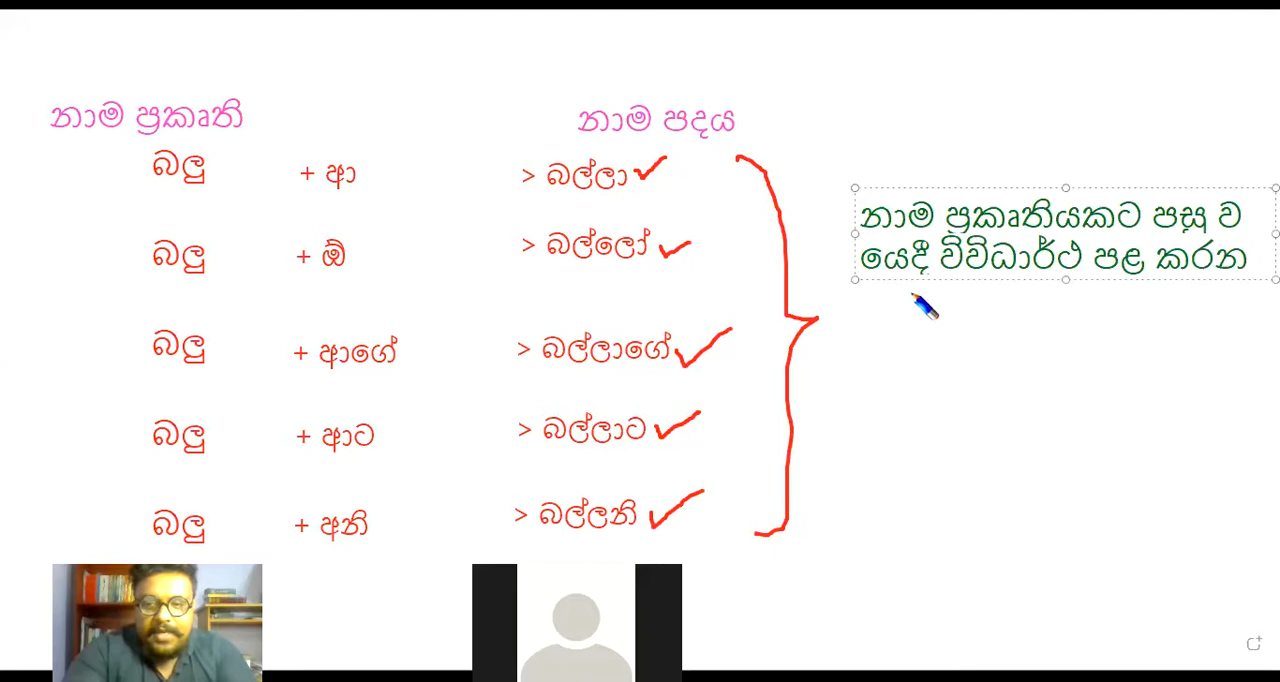 නාම ප්‍රකෘති නාම පදය
බලු + ආ > බල්ලා
බලු + ඕ > බල්ලෝ
බලු + ආගේ > බල්ලාගේ
බලු + ආට > බල්ලාට
බලු + අනි > බල්ලනි
නාම ප්‍රකෘතියකට පසු ව
යෙදී විවිධාර්ථ පළ කරන